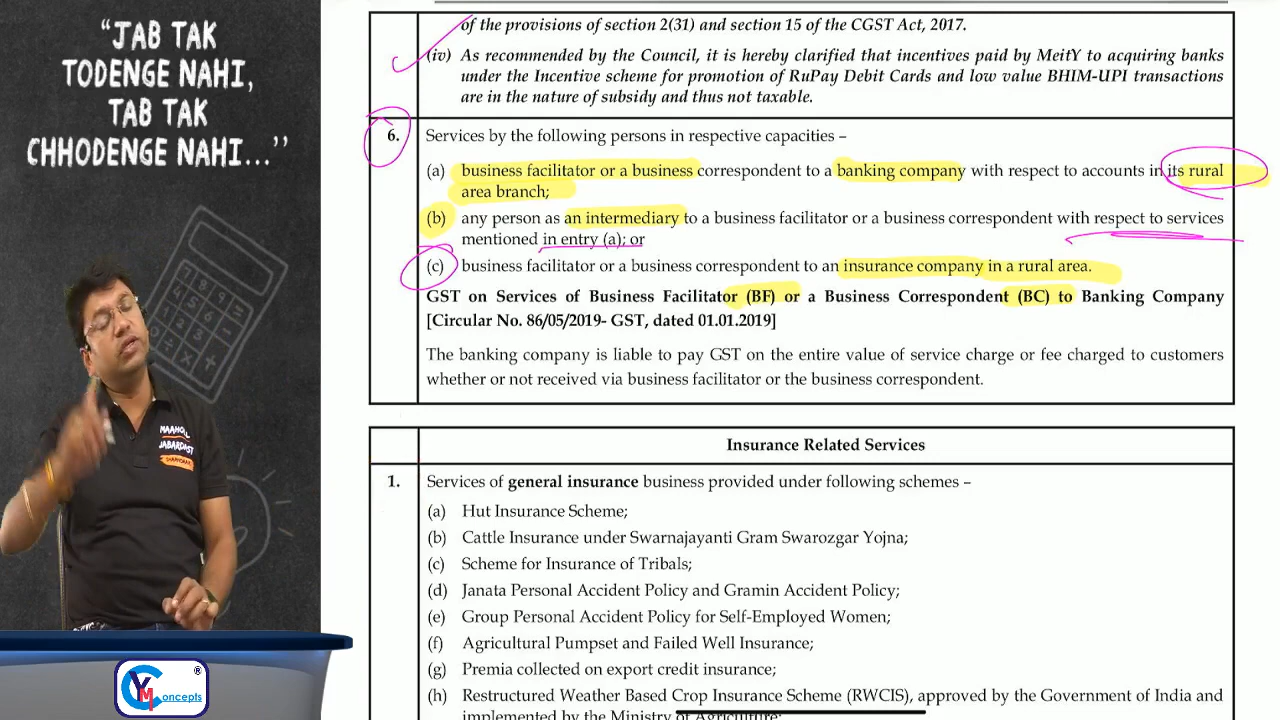 “JAB TAK
TODENGE NAHI,
TAB TAK
CHHODENGE NAHI...’’
of the provisions of section 2(31) and section 15 of the CGST Act, 2017.
(iv) As recommended by the Council, it is hereby clarified that incentives paid by MeitY to acquiring banks
under the Incentive scheme for promotion of RuPay Debit Cards and low value BHIM-UPI transactions
are in the nature of subsidy and thus not taxable.
6. Services by the following persons in respective capacities –
(a) business facilitator or a business correspondent to a banking company with respect to accounts in its rural
area branch;
(b) any person as an intermediary to a business facilitator or a business correspondent with respect to services
mentioned in entry (a); or
(c) business facilitator or a business correspondent to an insurance company in a rural area.
GST on Services of Business Facilitator (BF) or a Business Correspondent (BC) to Banking Company
[Circular No. 86/05/2019- GST, dated 01.01.2019]
The banking company is liable to pay GST on the entire value of service charge or fee charged to customers
whether or not received via business facilitator or the business correspondent.
Insurance Related Services
1. Services of general insurance business provided under following schemes –
(a) Hut Insurance Scheme;
(b) Cattle Insurance under Swarnajayanti Gram Swarozgar Yojna;
(c) Scheme for Insurance of Tribals;
(d) Janata Personal Accident Policy and Gramin Accident Policy;
(e) Group Personal Accident Policy for Self-Employed Women;
(f) Agricultural Pumpset and Failed Well Insurance;
(g) Premia collected on export credit insurance;
(h) Restructured Weather Based Crop Insurance Scheme (RWCIS), approved by the Government of India and
implemented by the Ministry of Agriculture;
MAAHOL
JABARDAST
YM Concepts
®